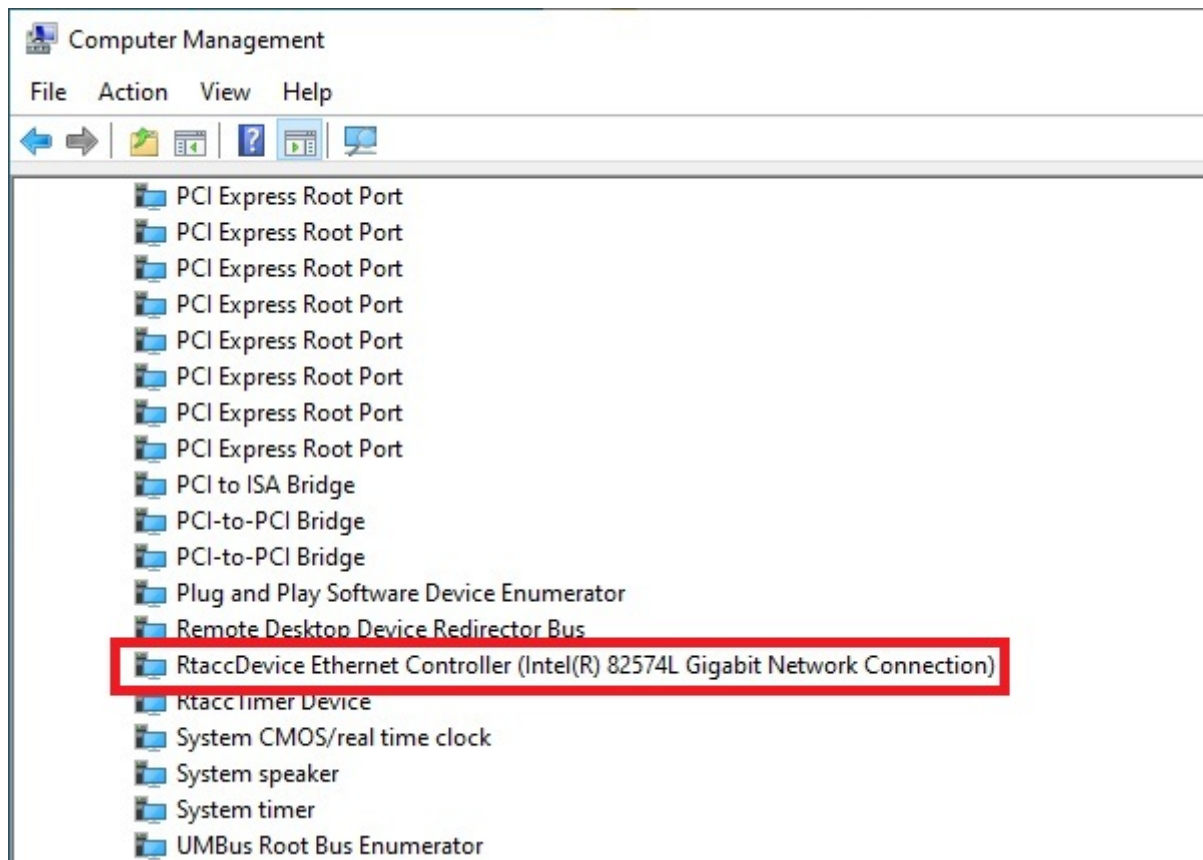 Computer Management
File Action View Help
PCI Express Root Port
PCI Express Root Port
PCI Express Root Port
PCI Express Root Port
PCI Express Root Port
PCI Express Root Port
PCI Express Root Port
PCI Express Root Port
PCI to ISA Bridge
PCI-to-PCI Bridge
PCI-to-PCI Bridge
Plug and Play Software Device Enumerator
Remote Desktop Device Redirector Bus
RtaccDevice Ethernet Controller (Intel(R) 82574L Gigabit Network Connection)
RtaccTimer Device
System CMOS/real time clock
System speaker
System timer
UMBus Root Bus Enumerator